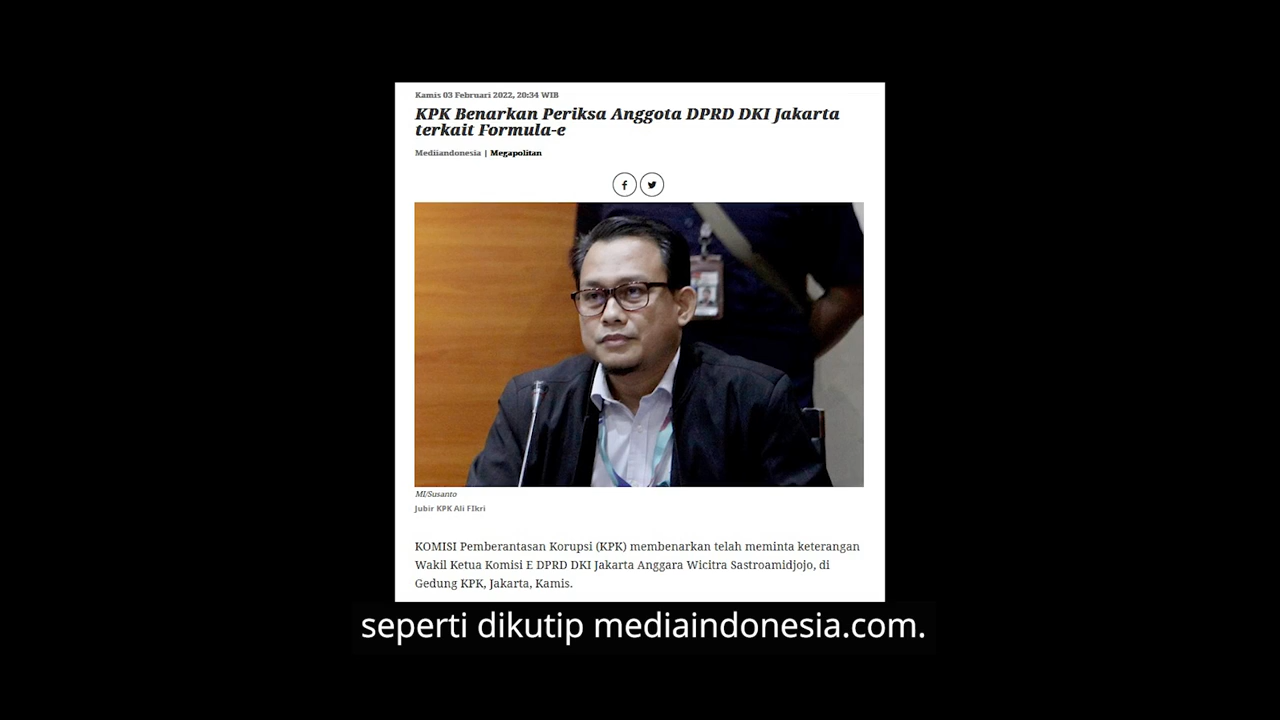 Kamis 03 Februari 2022, 20:34 WIB
KPK Benarkan Periksa Anggota DPRD DKI Jakarta
terkait Formula-e
Mediiandonesia | Megapolitan
MI/Susanto
Jubir KPK Ali FIkri
KOMISI Pemberantasan Korupsi (KPK) membenarkan telah meminta keterangan
Wakil Ketua Komisi E DPRD DKI Jakarta Anggara Wicitra Sastroamidjojo, di
Gedung KPK, Jakarta, Kamis.
seperti dikutip mediaindonesia.com.